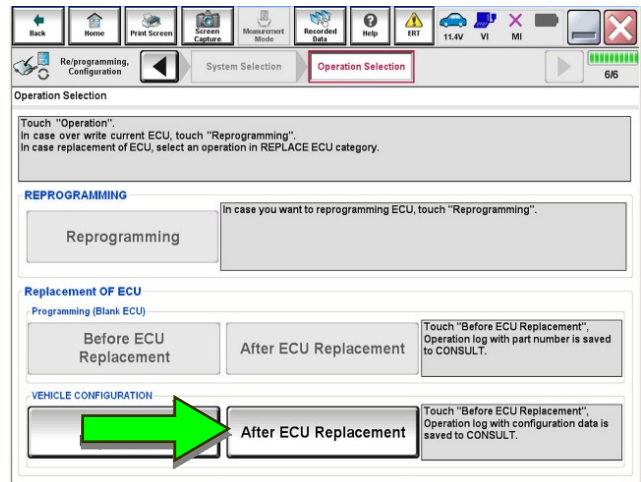 Back
Home
Print Screen
Screen
Capture
Measurement
Mode
Recorded
Data
Help
ERT
11.4V
VI
MI
Re/programming,
Configuration
System Selection
Operation Selection
6/6
Operation Selection
Touch "Operation".
In case over write current ECU, touch "Reprogramming".
In case replacement of ECU, select an operation in REPLACE ECU category.
REPROGRAMMING
Reprogramming
In case you want to reprogramming ECU, touch "Reprogramming".
Replacement OF ECU
Programming (Blank ECU)
Before ECU
Replacement
After ECU Replacement
Touch "Before ECU Replacement",
Operation log with part number is saved
to CONSULT.
VEHICLE CONFIGURATION
After ECU Replacement
Touch "Before ECU Replacement",
Operation log with configuration data is
saved to CONSULT.